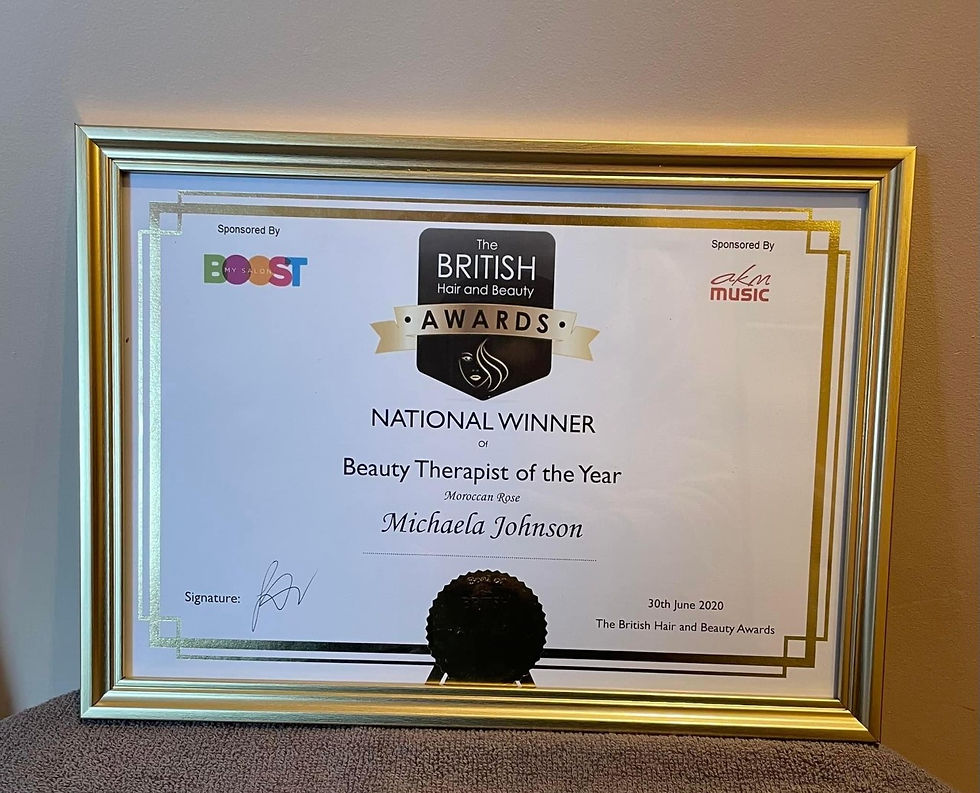 Sponsored By
BOOST
MY SALON
The
BRITISH
Hair and Beauty
• AWARDS •
Sponsored By
akm
MUSIC
NATIONAL WINNER
Of
Beauty Therapist of the Year
Moroccan Rose
Michaela Johnson
Signature:
30th June 2020
The British Hair and Beauty Awards